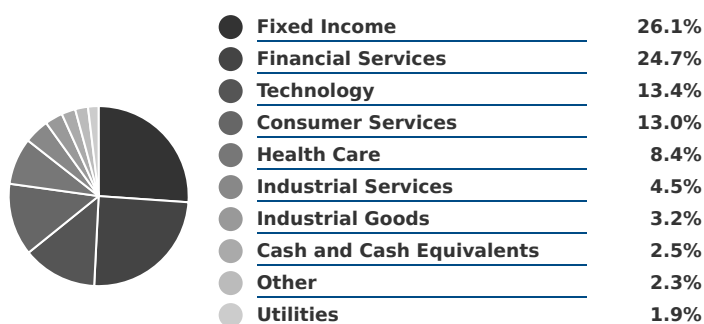 Fixed Income 26.1%
Financial Services 24.7%
Technology 13.4%
Consumer Services 13.0%
Health Care 8.4%
Industrial Services 4.5%
Industrial Goods 3.2%
Cash and Cash Equivalents 2.5%
Other 2.3%
Utilities 1.9%